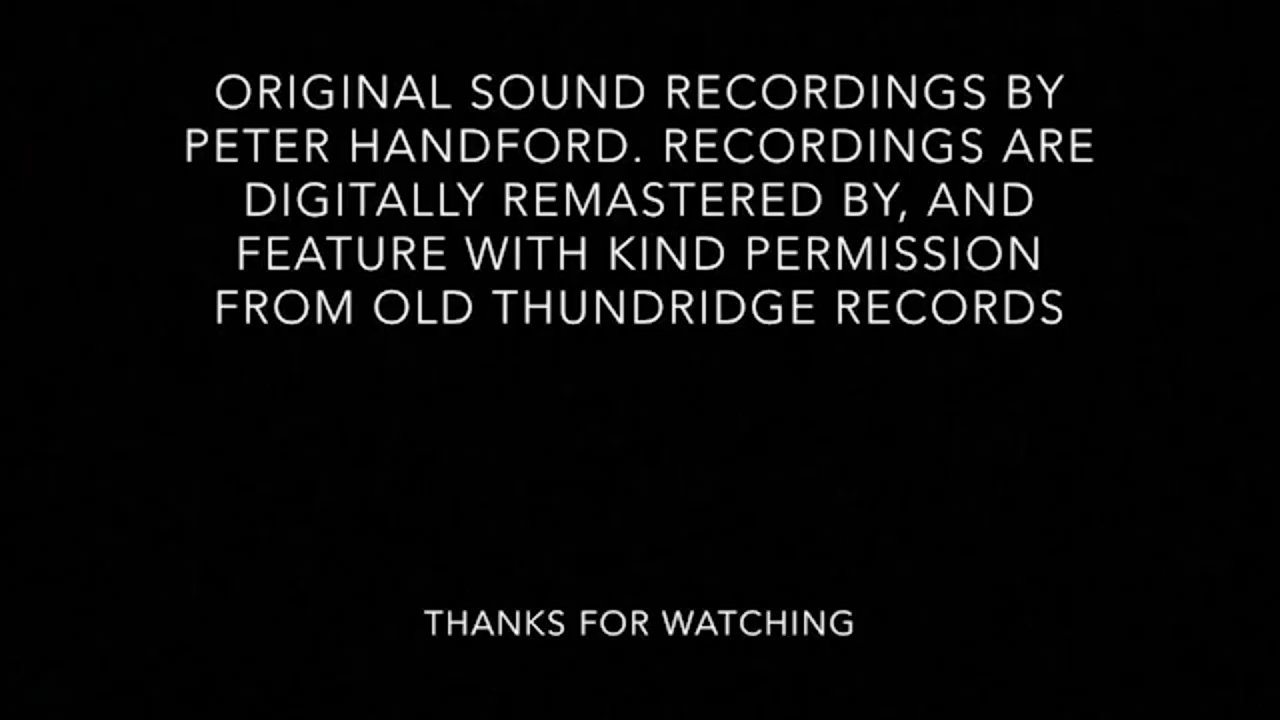 ORIGINAL SOUND RECORDINGS BY
PETER HANDFORD. RECORDINGS ARE
DIGITALLY REMASTERED BY, AND
FEATURE WITH KIND PERMISSION
FROM OLD THUNDRIDGE RECORDS
THANKS FOR WATCHING